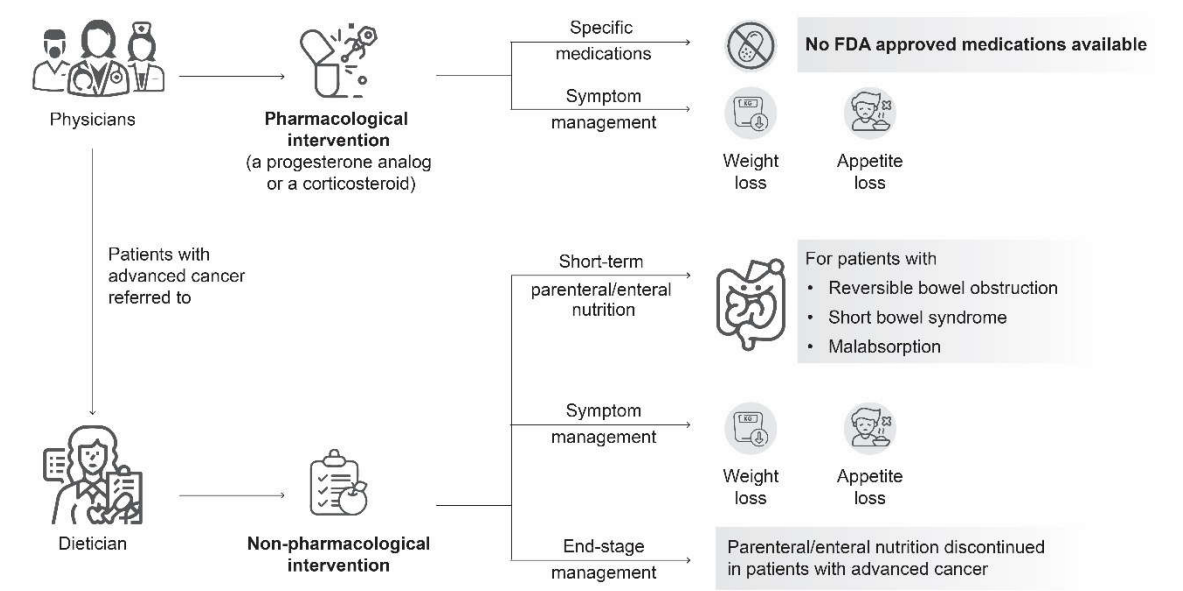 Physicians
Pharmacological
intervention
(a progesterone analog
or a corticosteroid)
Specific
medications
No FDA approved medications available
Symptom
management
KG
Weight
loss
Appetite
loss
Patients with
advanced cancer
referred to
Dietician
Non-pharmacological
intervention
Short-term
parenteral/enteral
nutrition
For patients with
• Reversible bowel obstruction
• Short bowel syndrome
• Malabsorption
Symptom
management
KG
Weight
loss
Appetite
loss
End-stage
management
Parenteral/enteral nutrition discontinued
in patients with advanced cancer